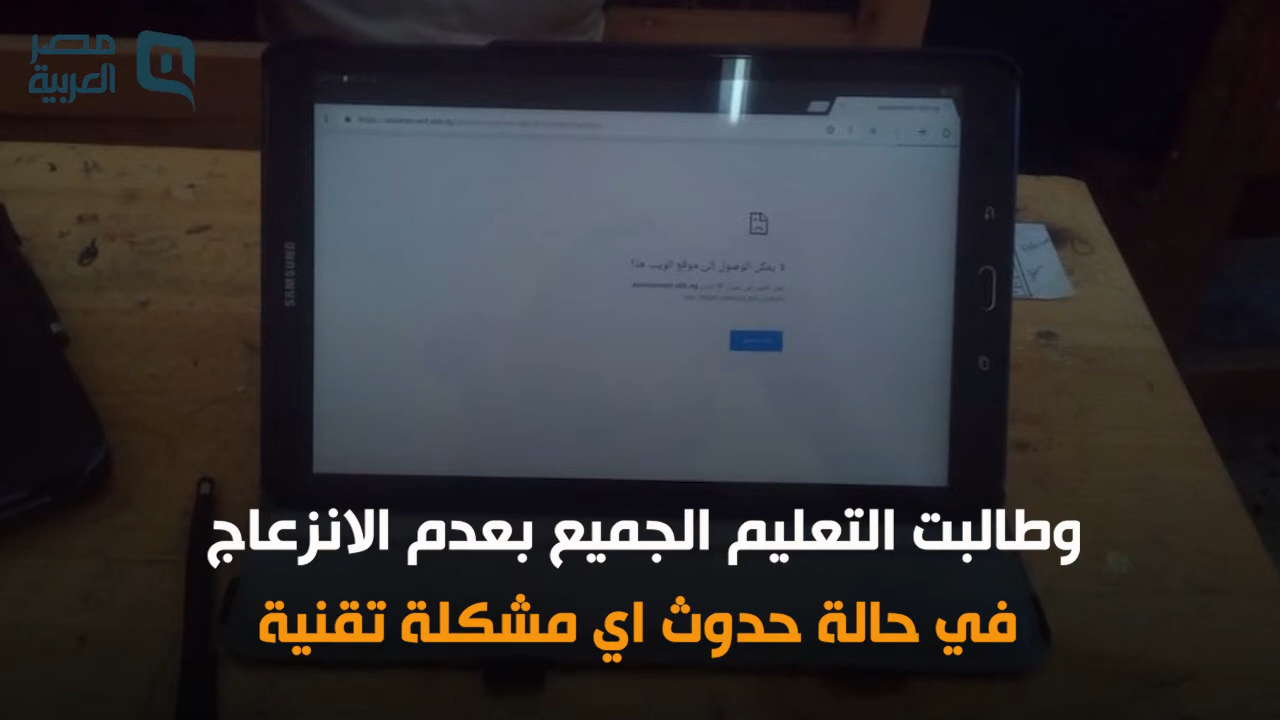 مصر
العربية
SAMSUNG
لا يمكن الوصول إلى موقع الويب هذا
وطالبت التعليم الجميع بعدم الانزعاج
في حالة حدوث اي مشكلة تقنية